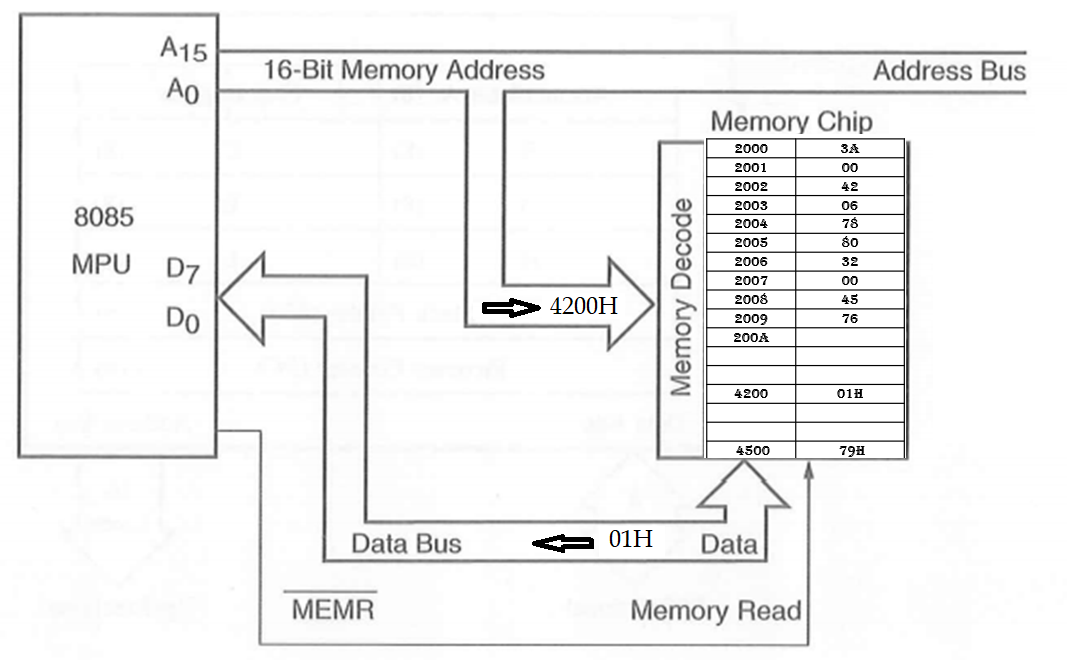 A15
16-Bit Memory Address
Address Bus
A0
Memory Chip
2000 3A
2001 00
2002 42
2003 06
2004 78
2005 80
2006 32
2007 00
2008 45
2009 76
200A
4200 01H
4500 79H
Memory Decode
8085
MPU
D7
D0
4200H
01H
Data Bus
Data
MEMR
Memory Read